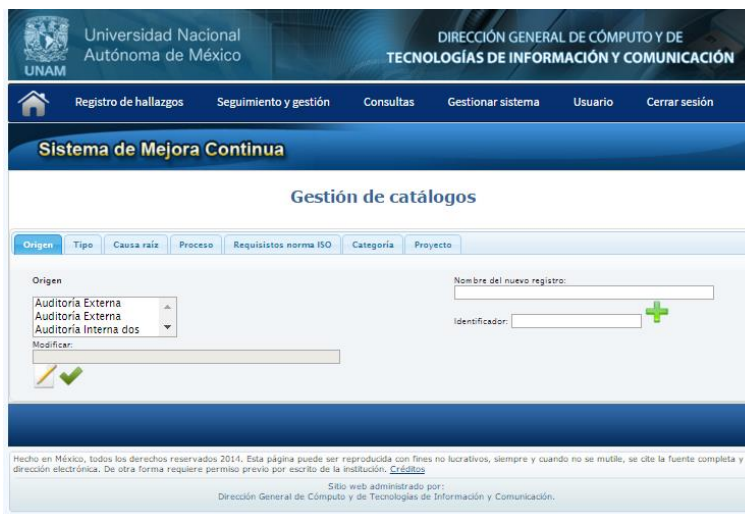 UNAM
Universidad Nacional
Autónoma de México
DIRECCIÓN GENERAL DE CÓMPUTO Y DE
TECNOLOGÍAS DE INFORMACIÓN Y COMUNICACIÓN
Registro de hallazgos Seguimiento y gestión Consultas Gestionar sistema Usuario Cerrar sesión
Sistema de Mejora Continua
Gestión de catálogos
Origen Tipo Causa raíz Proceso Requisistos norma ISO Categoría Proyecto
Origen
Auditoría Externa
Auditoría Externa
Auditoría Interna dos
Modificar:
Nombre del nuevo registro:
Identificador:
Hecho en México, todos los derechos reservados 2014. Esta página puede ser reproducida con fines no lucrativos, siempre y cuando no se mutile, se cite la fuente completa y
dirección electrónica. De otra forma requiere permiso previo por escrito de la institución. Créditos
Sitio web administrado por:
Dirección General de Cómputo y de Tecnologías de Información y Comunicación.